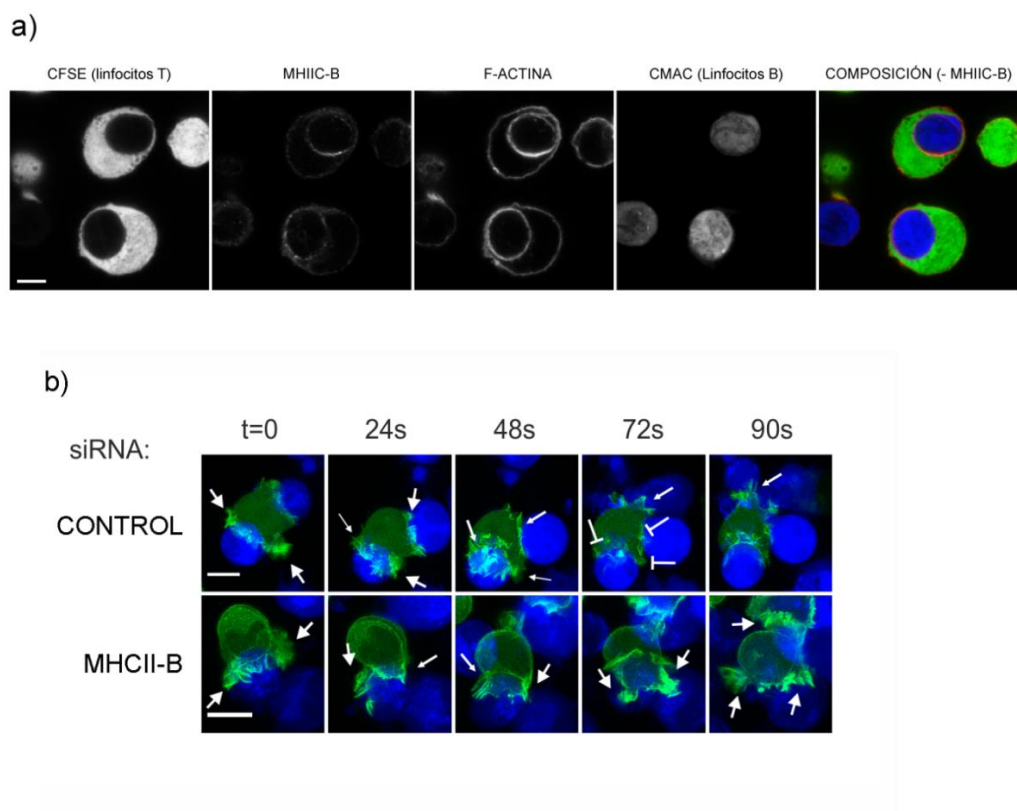 a)
CFSE (linfocitos T) MHIIC-B F-ACTINA CMAC (Linfocitos B) COMPOSICIÓN (- MHIIC-B)
b)
siRNA: t=0 24s 48s 72s 90s
CONTROL
MHCII-B